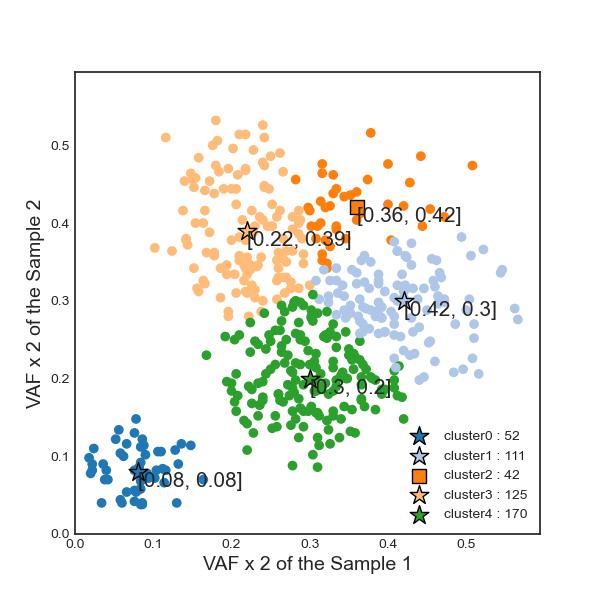 VAF x 2 of the Sample 2
0.5
0.4
0.3
0.2
0.1
0.0
[0.36, 0.42]
[0.22, 0.39]
[0.42, 0.3]
[0.3, 0.2]
[0.08, 0.08]
cluster0 : 52
cluster1 : 111
cluster2 : 42
cluster3 : 125
cluster4 : 170
0.0 0.1 0.2 0.3 0.4 0.5
VAF x 2 of the Sample 1